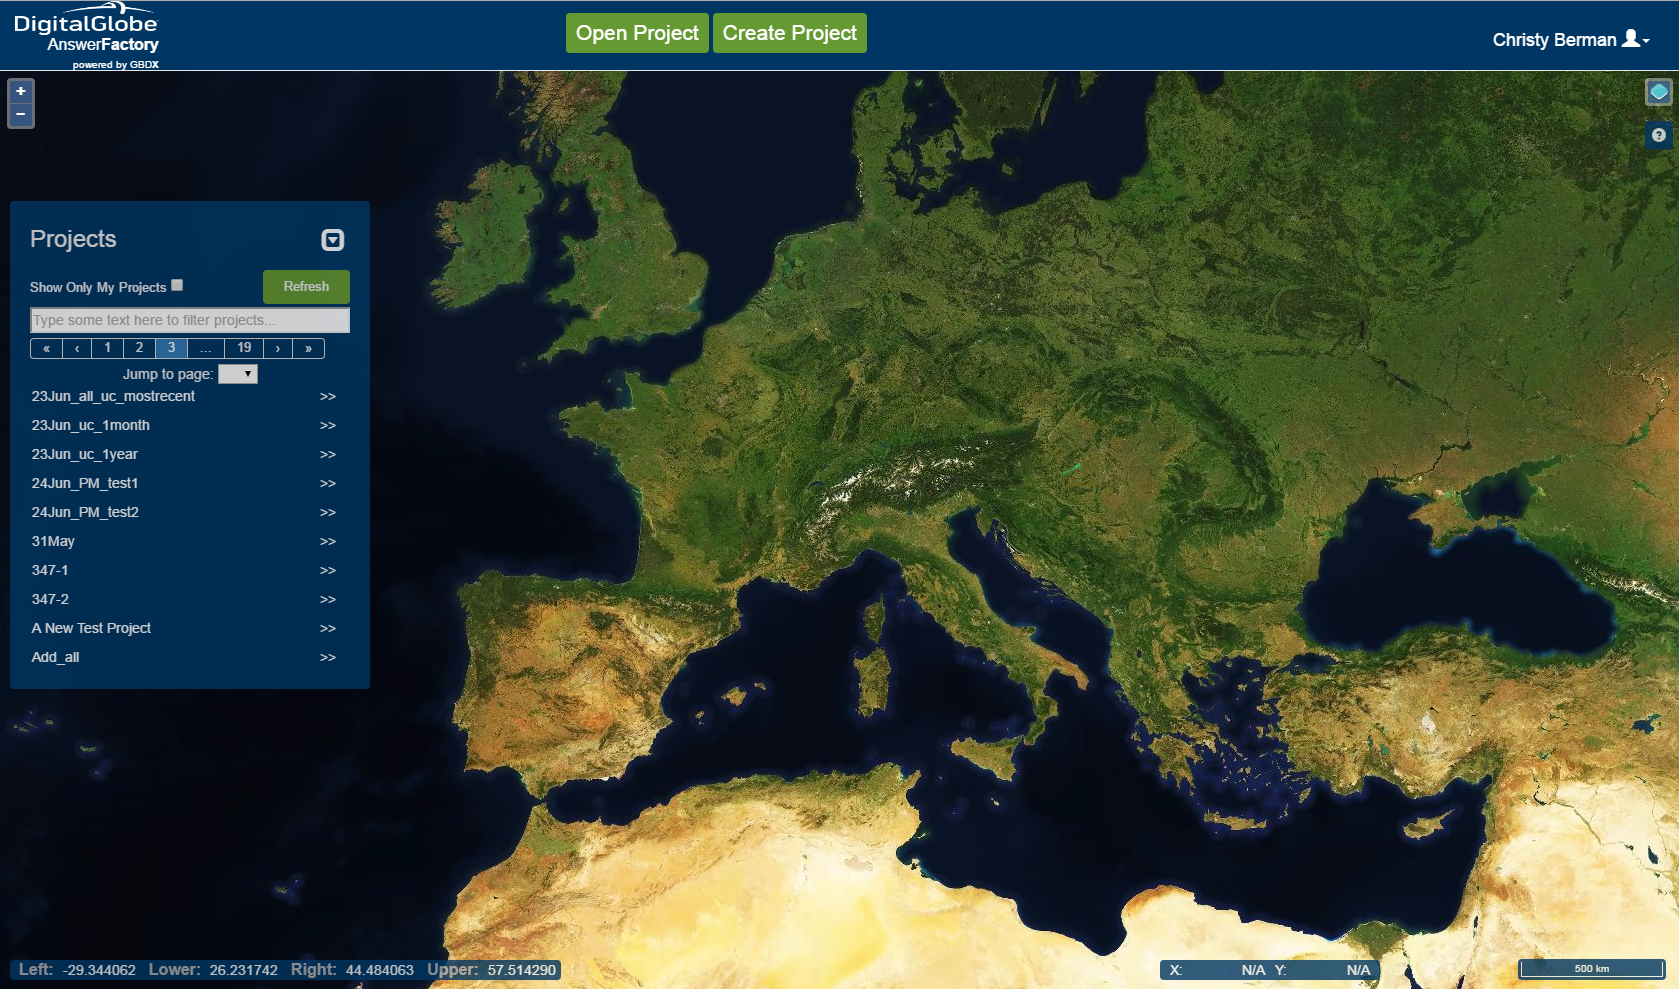 DigitalGlobe
AnswerFactory
powered by GBDX
Open Project
Create Project
Christy Berman
+
−
?
Projects
Show Only My Projects
Refresh
Type some text here to filter projects...
« ‹ 1 2 3 ... 19 › »
Jump to page:
23Jun_all_uc_mostrecent >>
23Jun_uc_1month >>
23Jun_uc_1year >>
24Jun_PM_test1 >>
24Jun_PM_test2 >>
31May >>
347-1 >>
347-2 >>
A New Test Project >>
Add_all >>
Left: -29.344062 Lower: 26.231742 Right: 44.484063 Upper: 57.514290
X: N/A Y: N/A
500 km